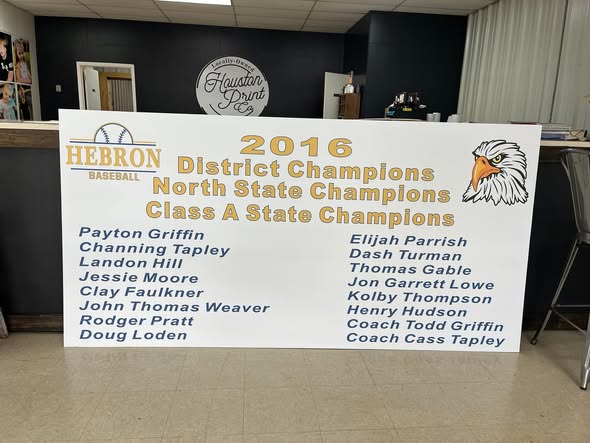 Locally-Owned
Houston
Print
Co
HEBRON
BASEBALL
2016
District Champions
North State Champions
Class A State Champions
Payton Griffin
Channing Tapley
Landon Hill
Jessie Moore
Clay Faulkner
John Thomas Weaver
Rodger Pratt
Doug Loden
Elijah Parrish
Dash Turman
Thomas Gable
Jon Garrett Lowe
Kolby Thompson
Henry Hudson
Coach Todd Griffin
Coach Cass Tapley